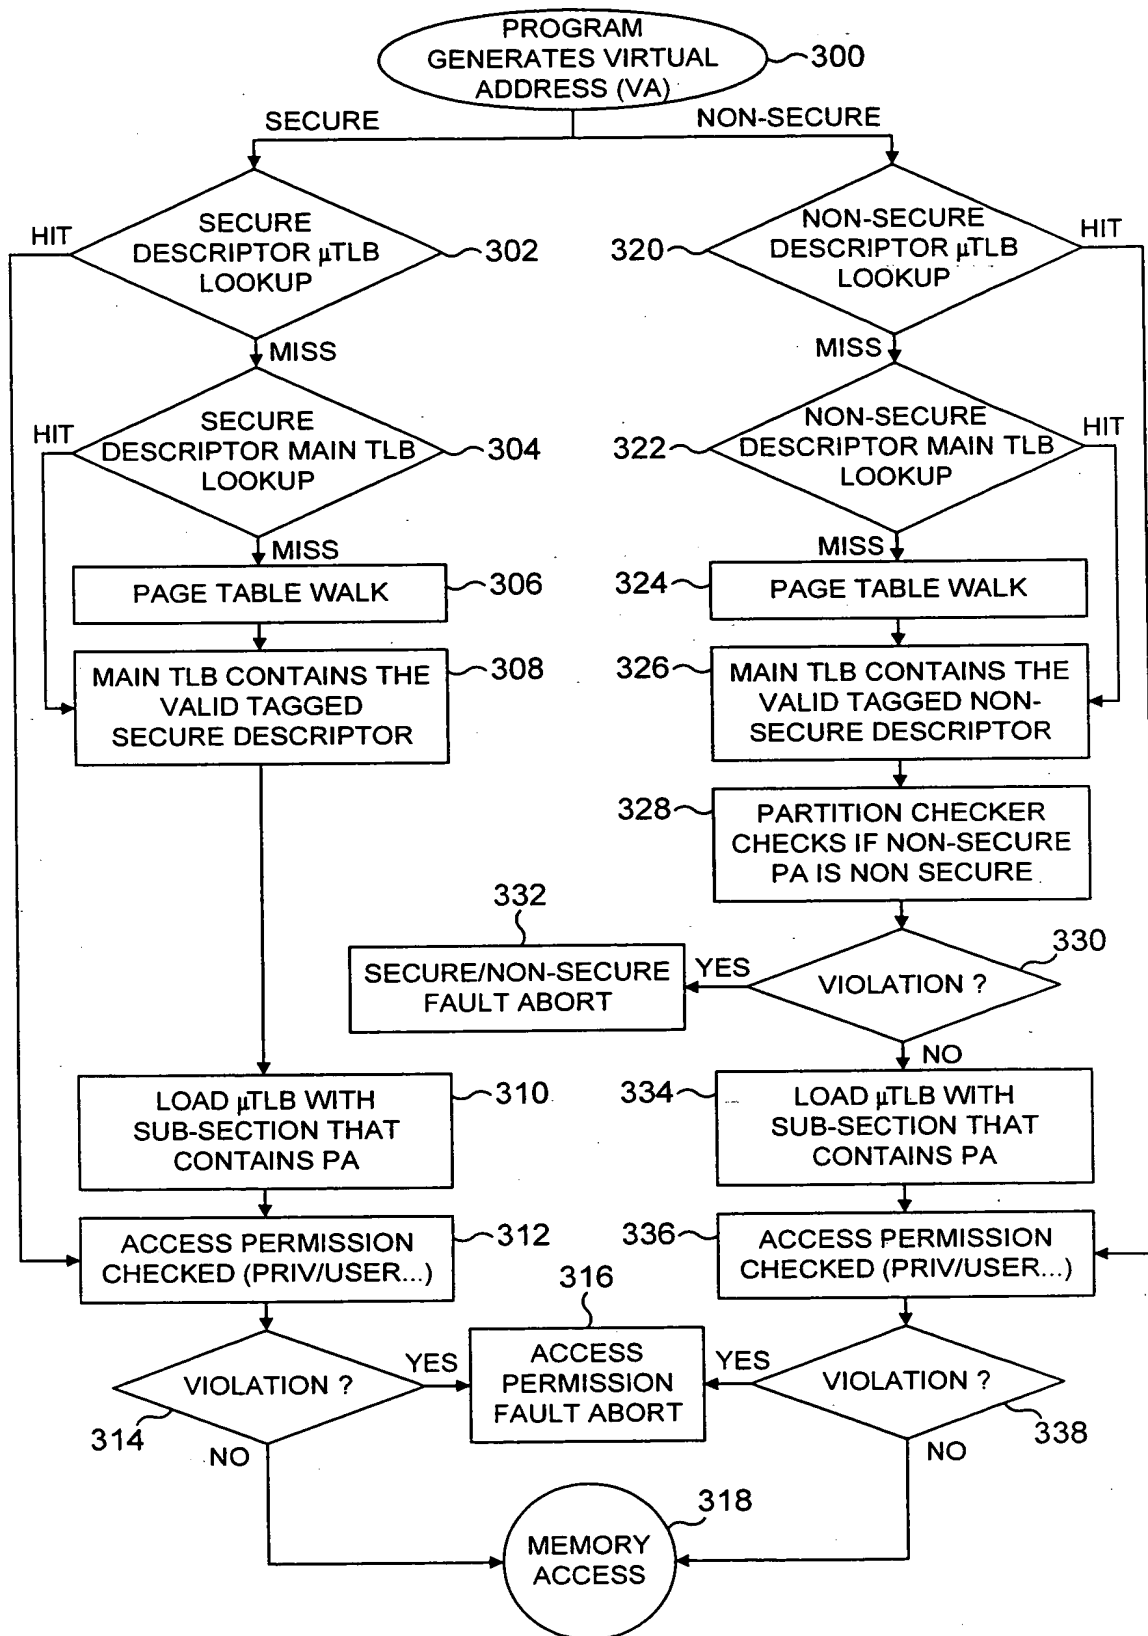 PROGRAM
GENERATES VIRTUAL
ADDRESS (VA)
300
SECURE
NON-SECURE
HIT
SECURE
DESCRIPTOR µTLB
LOOKUP
302
320
NON-SECURE
DESCRIPTOR µTLB
LOOKUP
HIT
MISS
MISS
HIT
SECURE
DESCRIPTOR MAIN TLB
LOOKUP
304
322
NON-SECURE
DESCRIPTOR MAIN TLB
LOOKUP
HIT
MISS
MISS
PAGE TABLE WALK
306
324
PAGE TABLE WALK
MAIN TLB CONTAINS THE
VALID TAGGED
SECURE DESCRIPTOR
308
326
MAIN TLB CONTAINS THE
VALID TAGGED NON-
SECURE DESCRIPTOR
328
PARTITION CHECKER
CHECKS IF NON-SECURE
PA IS NON SECURE
332
SECURE/NON-SECURE
FAULT ABORT
YES
VIOLATION ?
330
NO
LOAD µTLB WITH
SUB-SECTION THAT
CONTAINS PA
310
334
LOAD µTLB WITH
SUB-SECTION THAT
CONTAINS PA
ACCESS PERMISSION
CHECKED (PRIV/USER...)
312
336
ACCESS PERMISSION
CHECKED (PRIV/USER...)
316
VIOLATION ?
YES
ACCESS
PERMISSION
FAULT ABORT
YES
VIOLATION ?
314
338
NO
NO
318
MEMORY
ACCESS